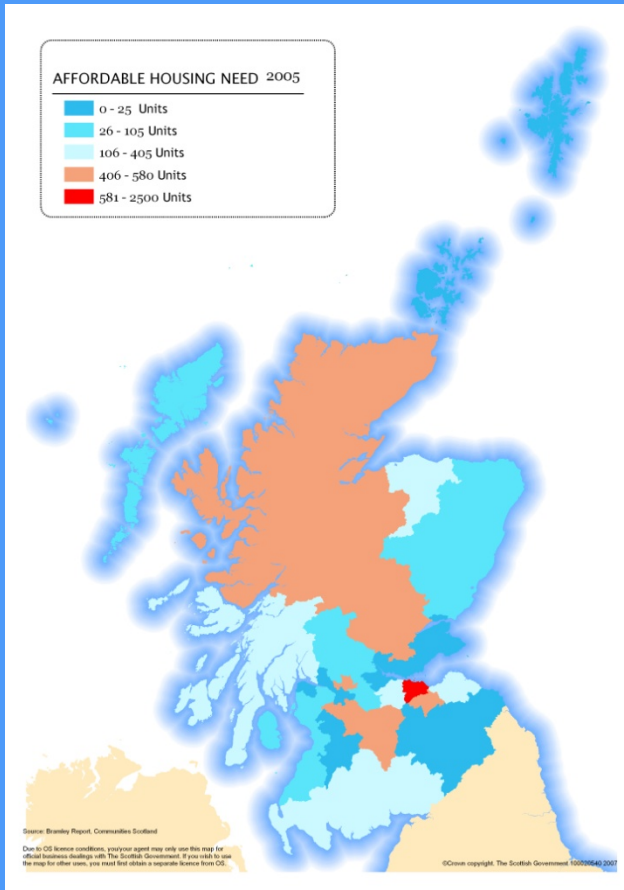 AFFORDABLE HOUSING NEED 2005
0 - 25 Units
26 - 105 Units
106 - 405 Units
406 - 580 Units
581 - 2500 Units
Source: Bramley Report, Communities Scotland
Due to OS licence conditions, you/your agent may only use this map for
official business dealings with The Scottish Government. If you wish to use
the map for other uses, you must first obtain a separate licence from OS.
©Crown copyright. The Scottish Government 100020540 2007